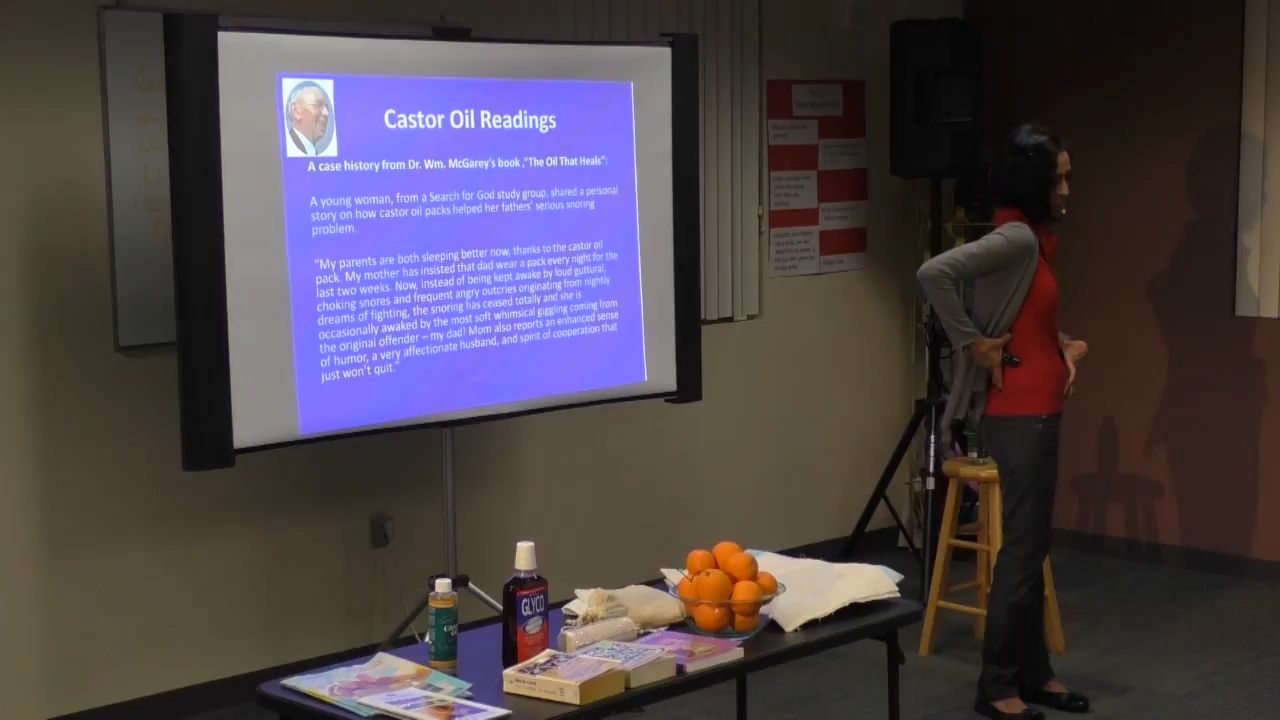 Castor Oil Readings
A case history from Dr. Wm. McGarey's book ,"The Oil That Heals":
A young woman, from a Search for God study group, shared a personal
story on how castor oil packs helped her fathers' serious snoring
problem.
"My parents are both sleeping better now, thanks to the castor oil
pack. My mother has insisted that dad wear a pack every night for the
last two weeks. Now, instead of being kept awake by loud guttural,
choking snores and frequent angry outcries originating from nightly
dreams of fighting, the snoring has ceased totally and she is
occasionally awaked by the most soft whimsical giggling coming from
the original offender – my dad! Mom also reports an enhanced sense
of humor, a very affectionate husband, and spirit of cooperation that
just won't quit."
GLYCO